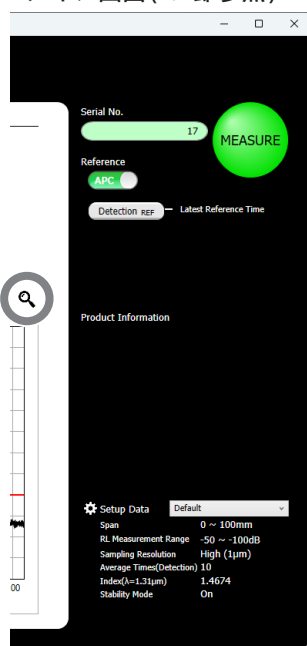 Serial No.
17
MEASURE
Reference
APC
Detection REF
Latest Reference Time
Product Information
Setup Data
Default
Span 0 ~ 100mm
RL Measurement Range -50 ~ -100dB
Sampling Resolution High (1μm)
Average Times(Detection) 10
Index(λ=1.31μm) 1.4674
Stability Mode On
00